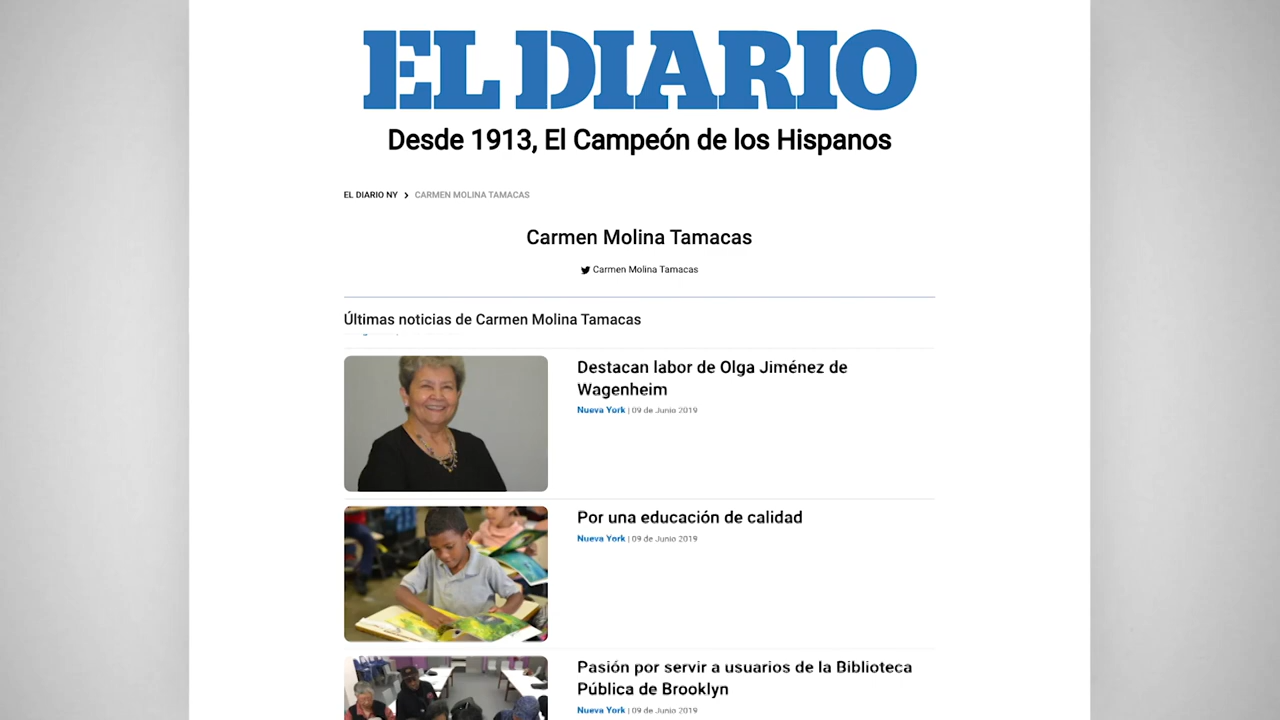 EL DIARIO
Desde 1913, El Campeón de los Hispanos
EL DIARIO NY > CARMEN MOLINA TAMACAS
Carmen Molina Tamacas
Carmen Molina Tamacas
Últimas noticias de Carmen Molina Tamacas
Destacan labor de Olga Jiménez de
Wagenheim
Nueva York | 09 de Junio 2019
Por una educación de calidad
Nueva York | 09 de Junio 2019
Pasión por servir a usuarios de la Biblioteca
Pública de Brooklyn
Nueva York | 09 de Junio 2019